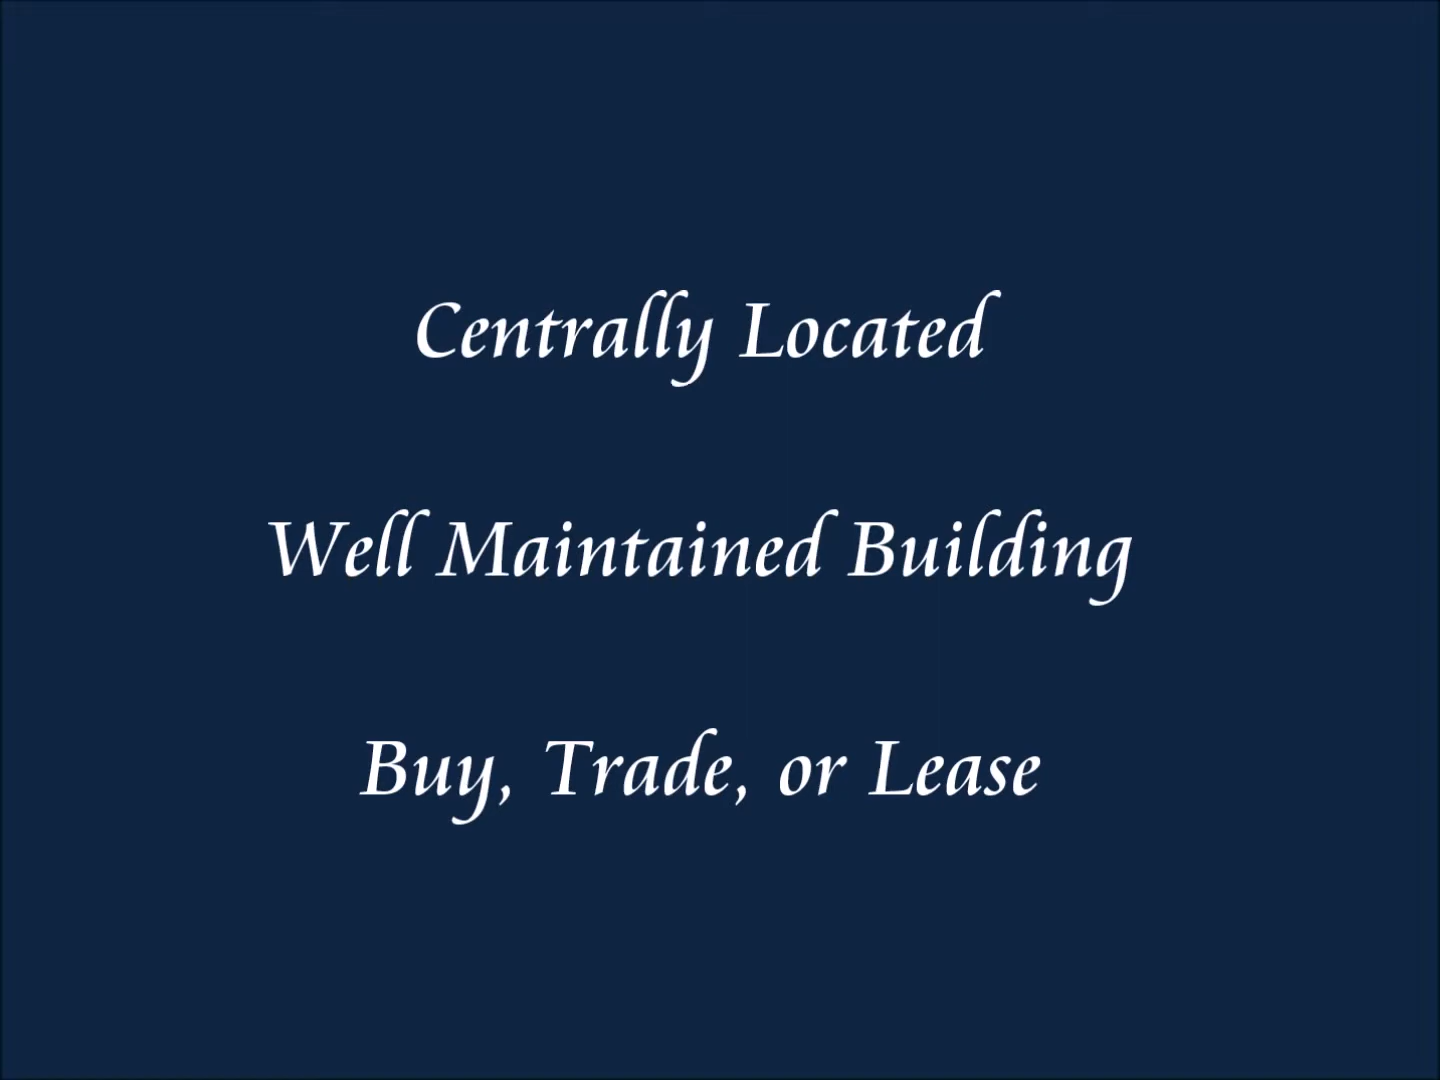 Centrally Located
Well Maintained Building
Buy, Trade, or Lease